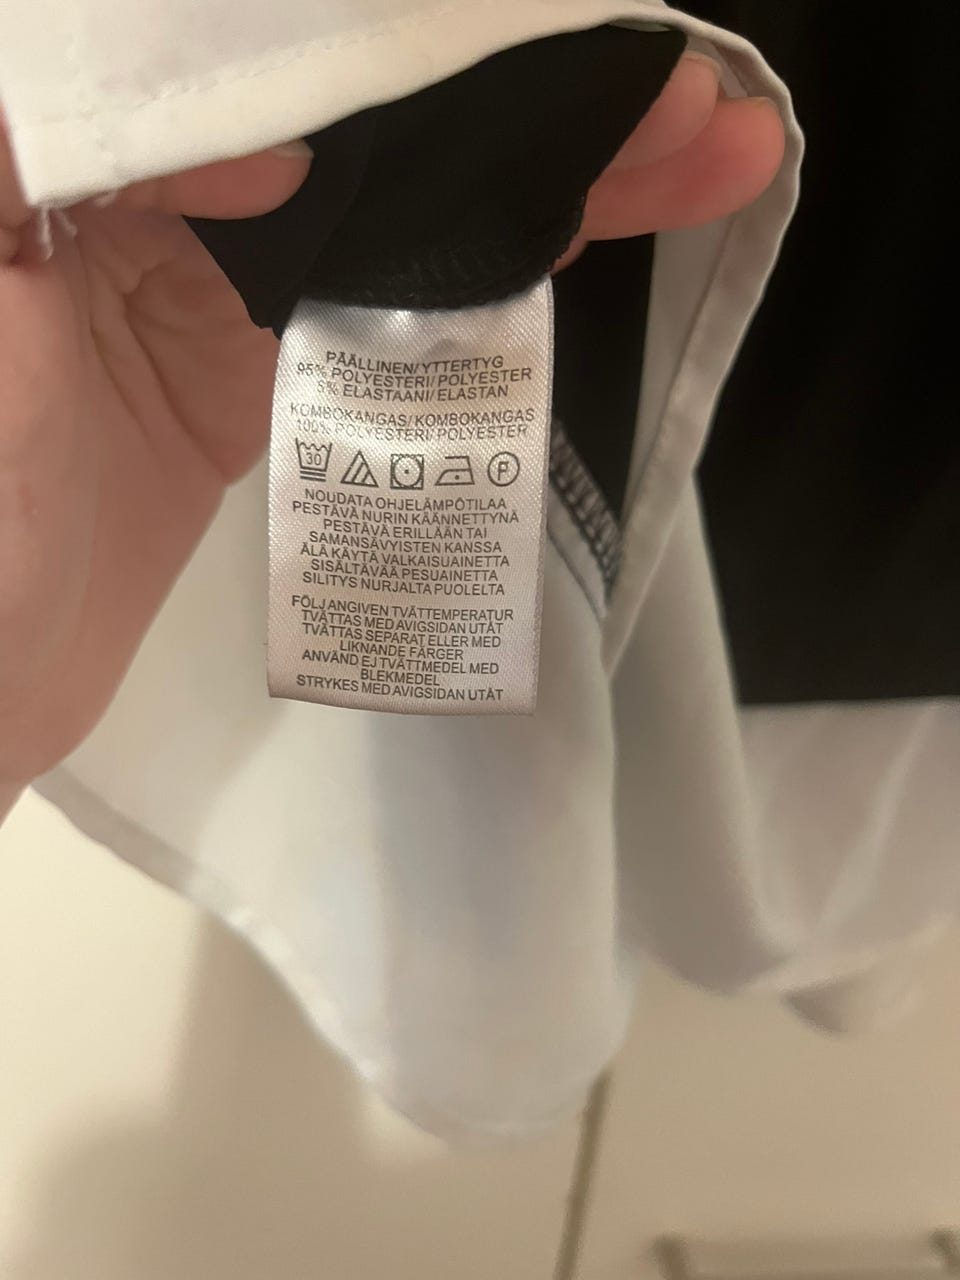 PÄÄLLINEN/YTTERTYG
95% POLYESTERI/POLYESTER
5% ELASTAANI/ELASTAN
KOMBOKANGAS/KOMBOKANGAS
100% POLYESTERI/POLYESTER
30 P
NOUDATA OHJELÄMPÖTILAA
PESTÄVÄ NURIN KÄÄNNETTYNÄ
PESTÄVÄ ERILLÄÄN TAI
SAMANSÄVYISTEN KANSSA
ÄLÄ KÄYTÄ VALKAISUAINETTA
SISÄLTÄVÄÄ PESUAINETTA
SILITYS NURJALTA PUOLELTA
FÖLJ ANGIVEN TVÄTTEMPERATUR
TVÄTTAS MED AVIGSIDAN UTÅT
TVÄTTAS SEPARAT ELLER MED
LIKNANDE FÄRGER
ANVÄND EJ TVÄTTMEDEL MED
BLEKMEDEL
STRYKES MED AVIGSIDAN UTÅT